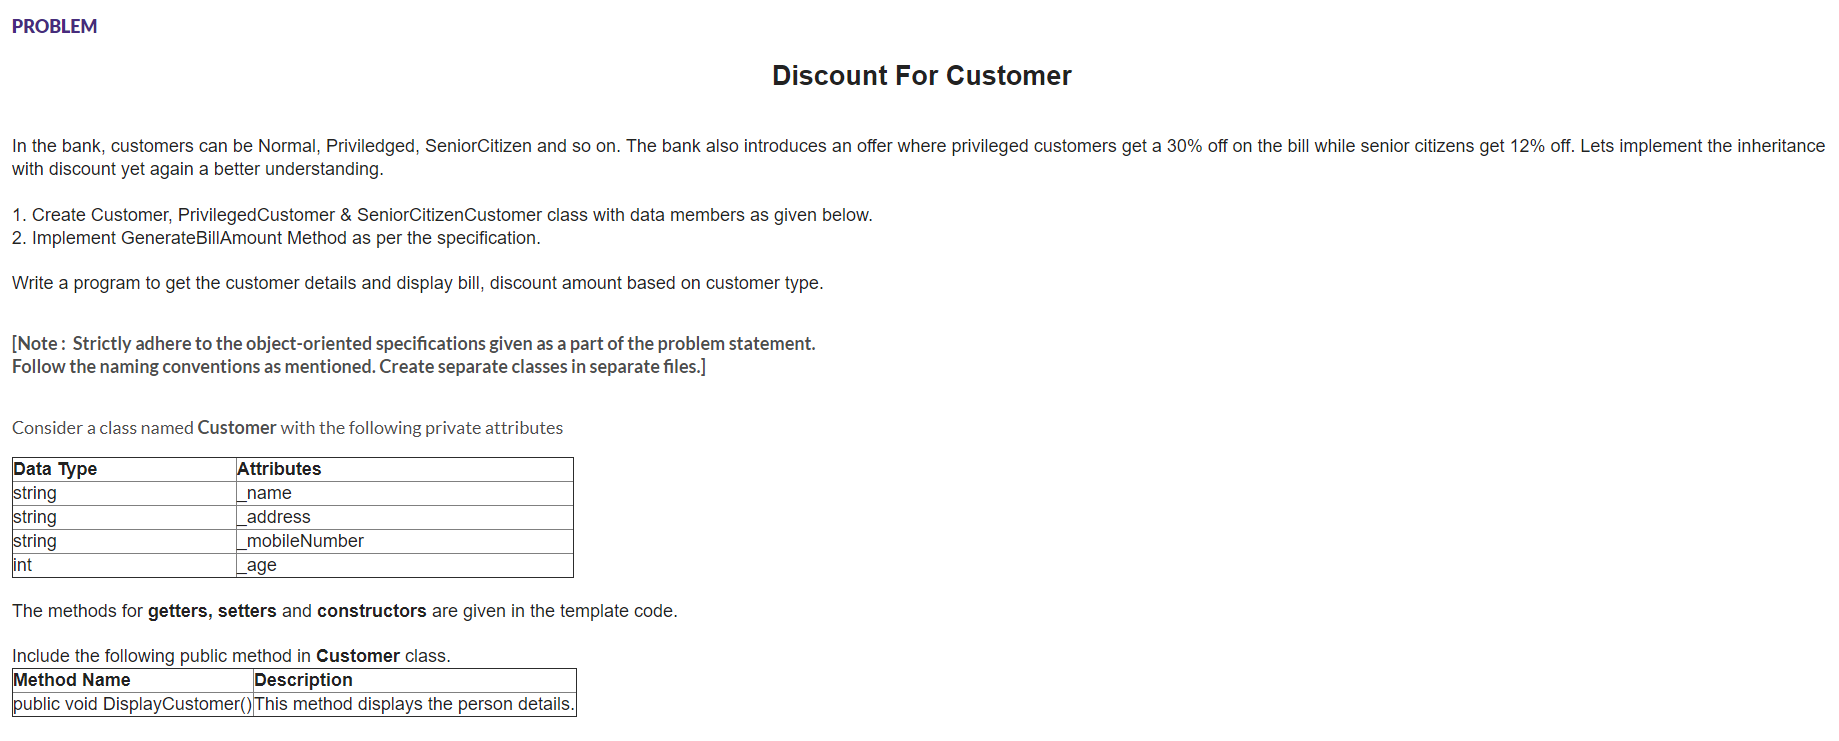 PROBLEM
Discount For Customer
In the bank, customers can be Normal, Priviledged, SeniorCitizen and so on. The bank also introduces an offer where privileged customers get a 30% off on the bill while senior citizens get 12% off. Lets implement the inheritance
with discount yet again a better understanding.
1. Create Customer, PrivilegedCustomer & SeniorCitizenCustomer class with data members as given below.
2. Implement GenerateBillAmount Method as per the specification.
Write a program to get the customer details and display bill, discount amount based on customer type.
[Note :  Strictly adhere to the object-oriented specifications given as a part of the problem statement.
Follow the naming conventions as mentioned. Create separate classes in separate files.]
Consider a class named Customer with the following private attributes
Data Type Attributes
string _name
string _address
string _mobileNumber
int _age
The methods for getters, setters and constructors are given in the template code.
Include the following public method in Customer class.
Method Name Description
public void DisplayCustomer() This method displays the person details.